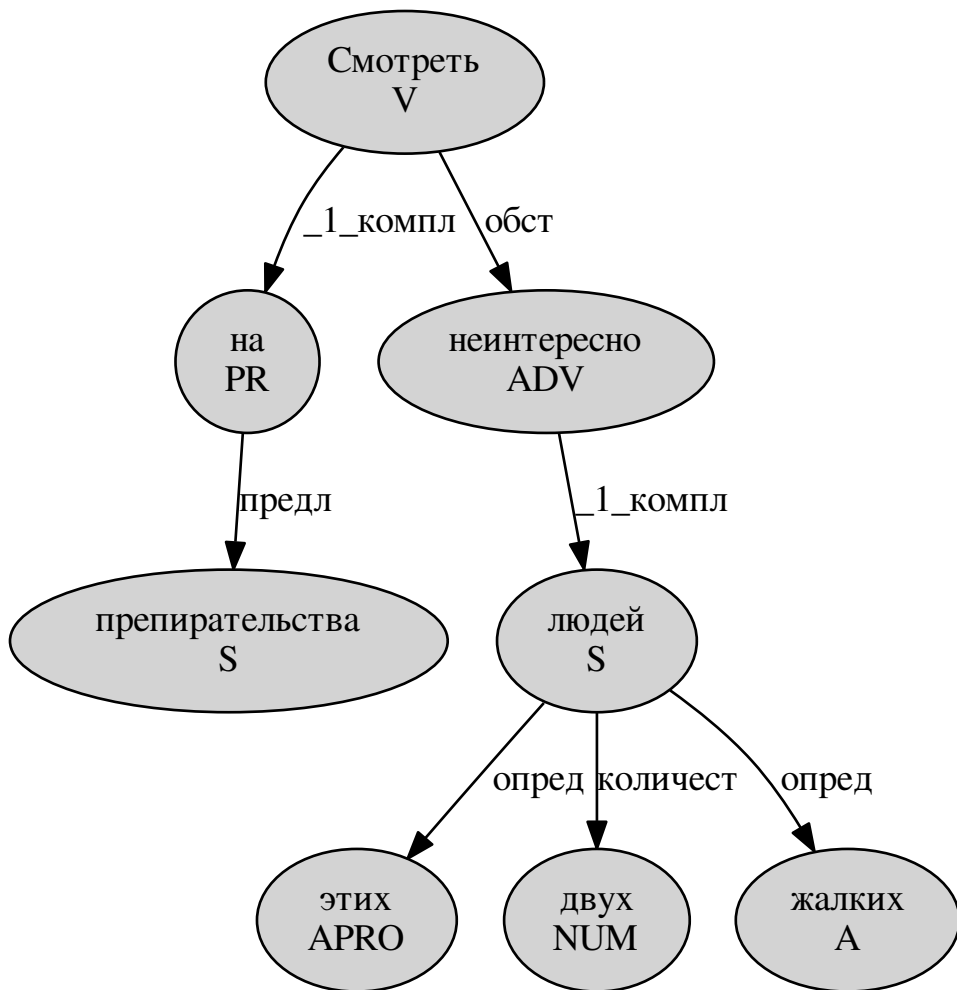 Смотреть
V
_1_компл
обст
на
PR
неинтересно
ADV
предл
_1_компл
препирательства
S
людей
S
опред
количест
опред
этих
APRO
двух
NUM
жалких
A